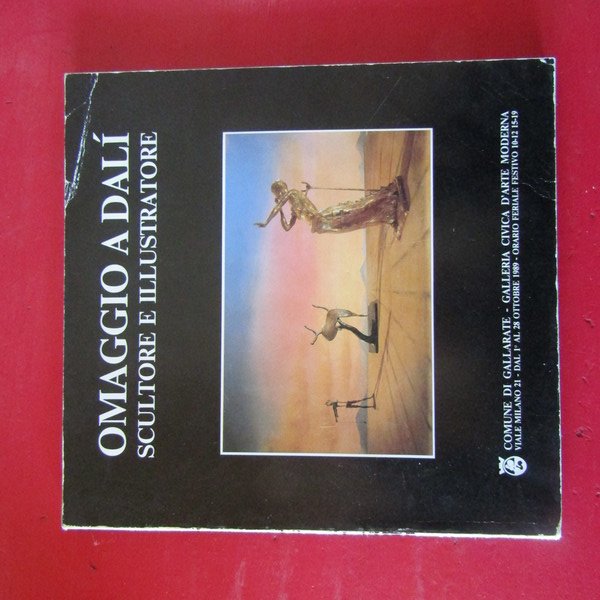 OMAGGIO A DALÍ
SCULTORE E ILLUSTRATORE
COMUNE DI GALLARATE - GALLERIA CIVICA D'ARTE MODERNA
VIALE MILANO 21 - DAL 1° AL 28 OTTOBRE 1989 - ORARIO FERIALE FESTIVO 10-12 15-19